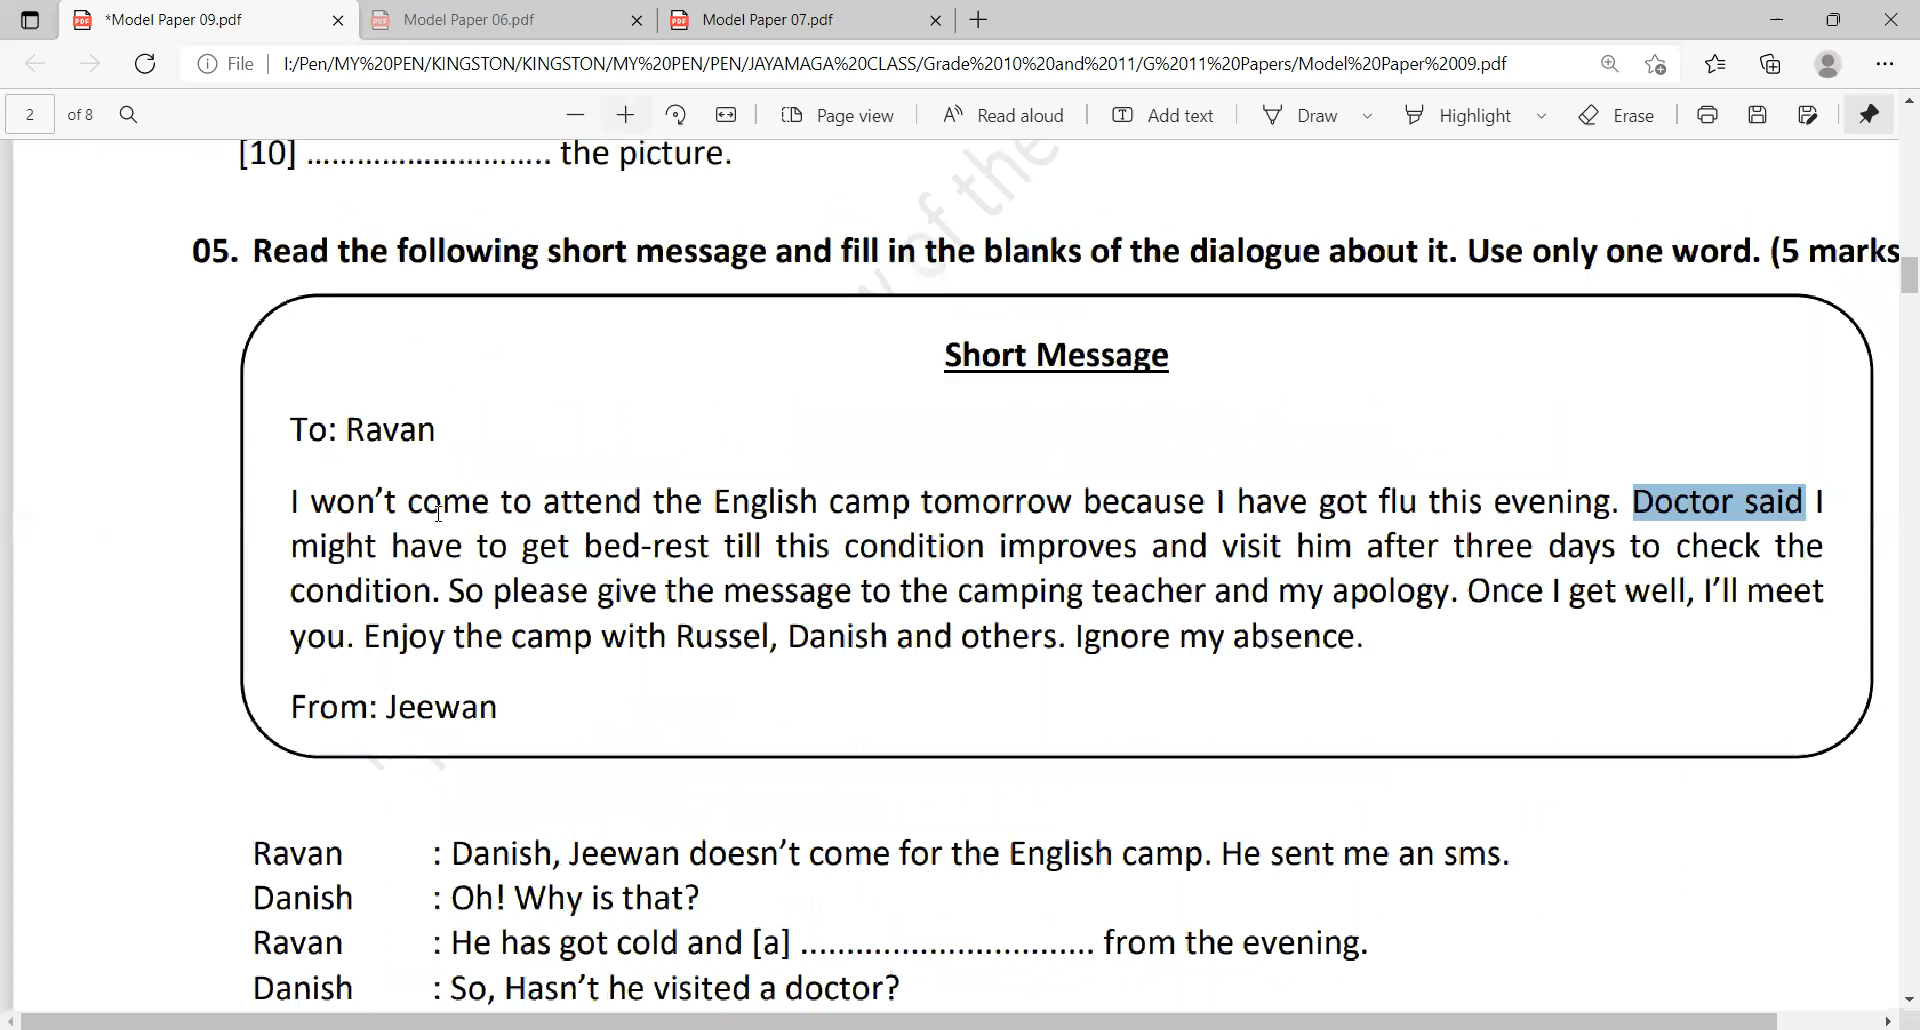 *Model Paper 09.pdf
Model Paper 06.pdf
Model Paper 07.pdf
File
I:/Pen/MY%20PEN/KINGSTON/KINGSTON/MY%20PEN/PEN/JAYAMAGA%20CLASS/Grade%2010%20and%2011/G%2011%20Papers/Model%20Paper%2009.pdf
2 of 8
Page view
Read aloud
Add text
Draw
Highlight
Erase
[10] ............................. the picture.
of the
05. Read the following short message and fill in the blanks of the dialogue about it. Use only one word. (5 marks
Short Message
To: Ravan
I won't come to attend the English camp tomorrow because I have got flu this evening. Doctor said I
might have to get bed-rest till this condition improves and visit him after three days to check the
condition. So please give the message to the camping teacher and my apology. Once I get well, I'll meet
you. Enjoy the camp with Russel, Danish and others. Ignore my absence.
From: Jeewan
Ravan : Danish, Jeewan doesn't come for the English camp. He sent me an sms.
Danish : Oh! Why is that?
Ravan : He has got cold and [a] ................................ from the evening.
Danish : So, Hasn't he visited a doctor?